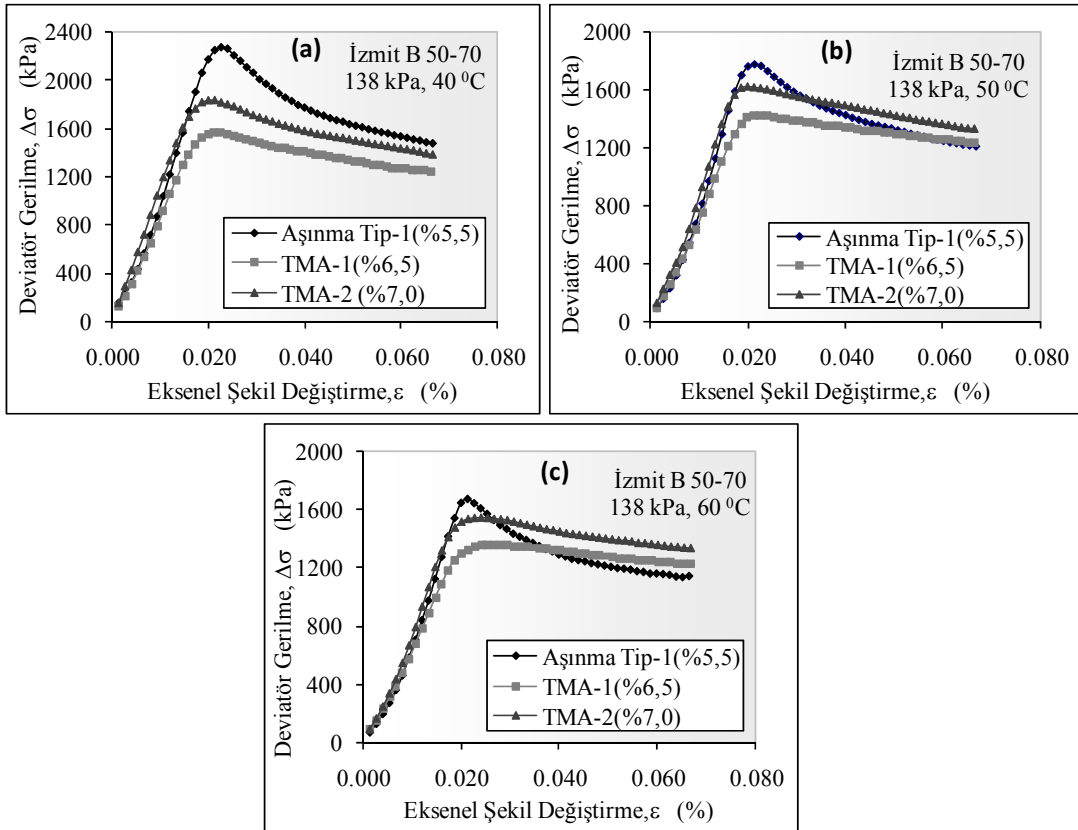 (a)
İzmit B 50-70
138 kPa, 40 ⁰C
Deviatör Gerilme, Δσ (kPa)
2400
2000
1600
1200
800
400
0
Aşınma Tip-1(%5,5)
TMA-1(%6,5)
TMA-2 (%7,0)
0.000 0.020 0.040 0.060 0.080
Eksenel Şekil Değiştirme,ε (%)
(b)
İzmit B 50-70
138 kPa, 50 ⁰C
Deviatör Gerilme, Δσ (kPa)
2000
1600
1200
800
400
0
Aşınma Tip-1(%5,5)
TMA-1(%6,5)
TMA-2(%7,0)
0.000 0.020 0.040 0.060 0.080
Eksenel Şekil Değiştirme,ε (%)
(c)
İzmit B 50-70
138 kPa, 60 ⁰C
Deviatör Gerilme, Δσ (kPa)
2000
1600
1200
800
400
0
Aşınma Tip-1(%5,5)
TMA-1(%6,5)
TMA-2(%7,0)
0.000 0.020 0.040 0.060 0.080
Eksenel Şekil Değiştirme,ε (%)